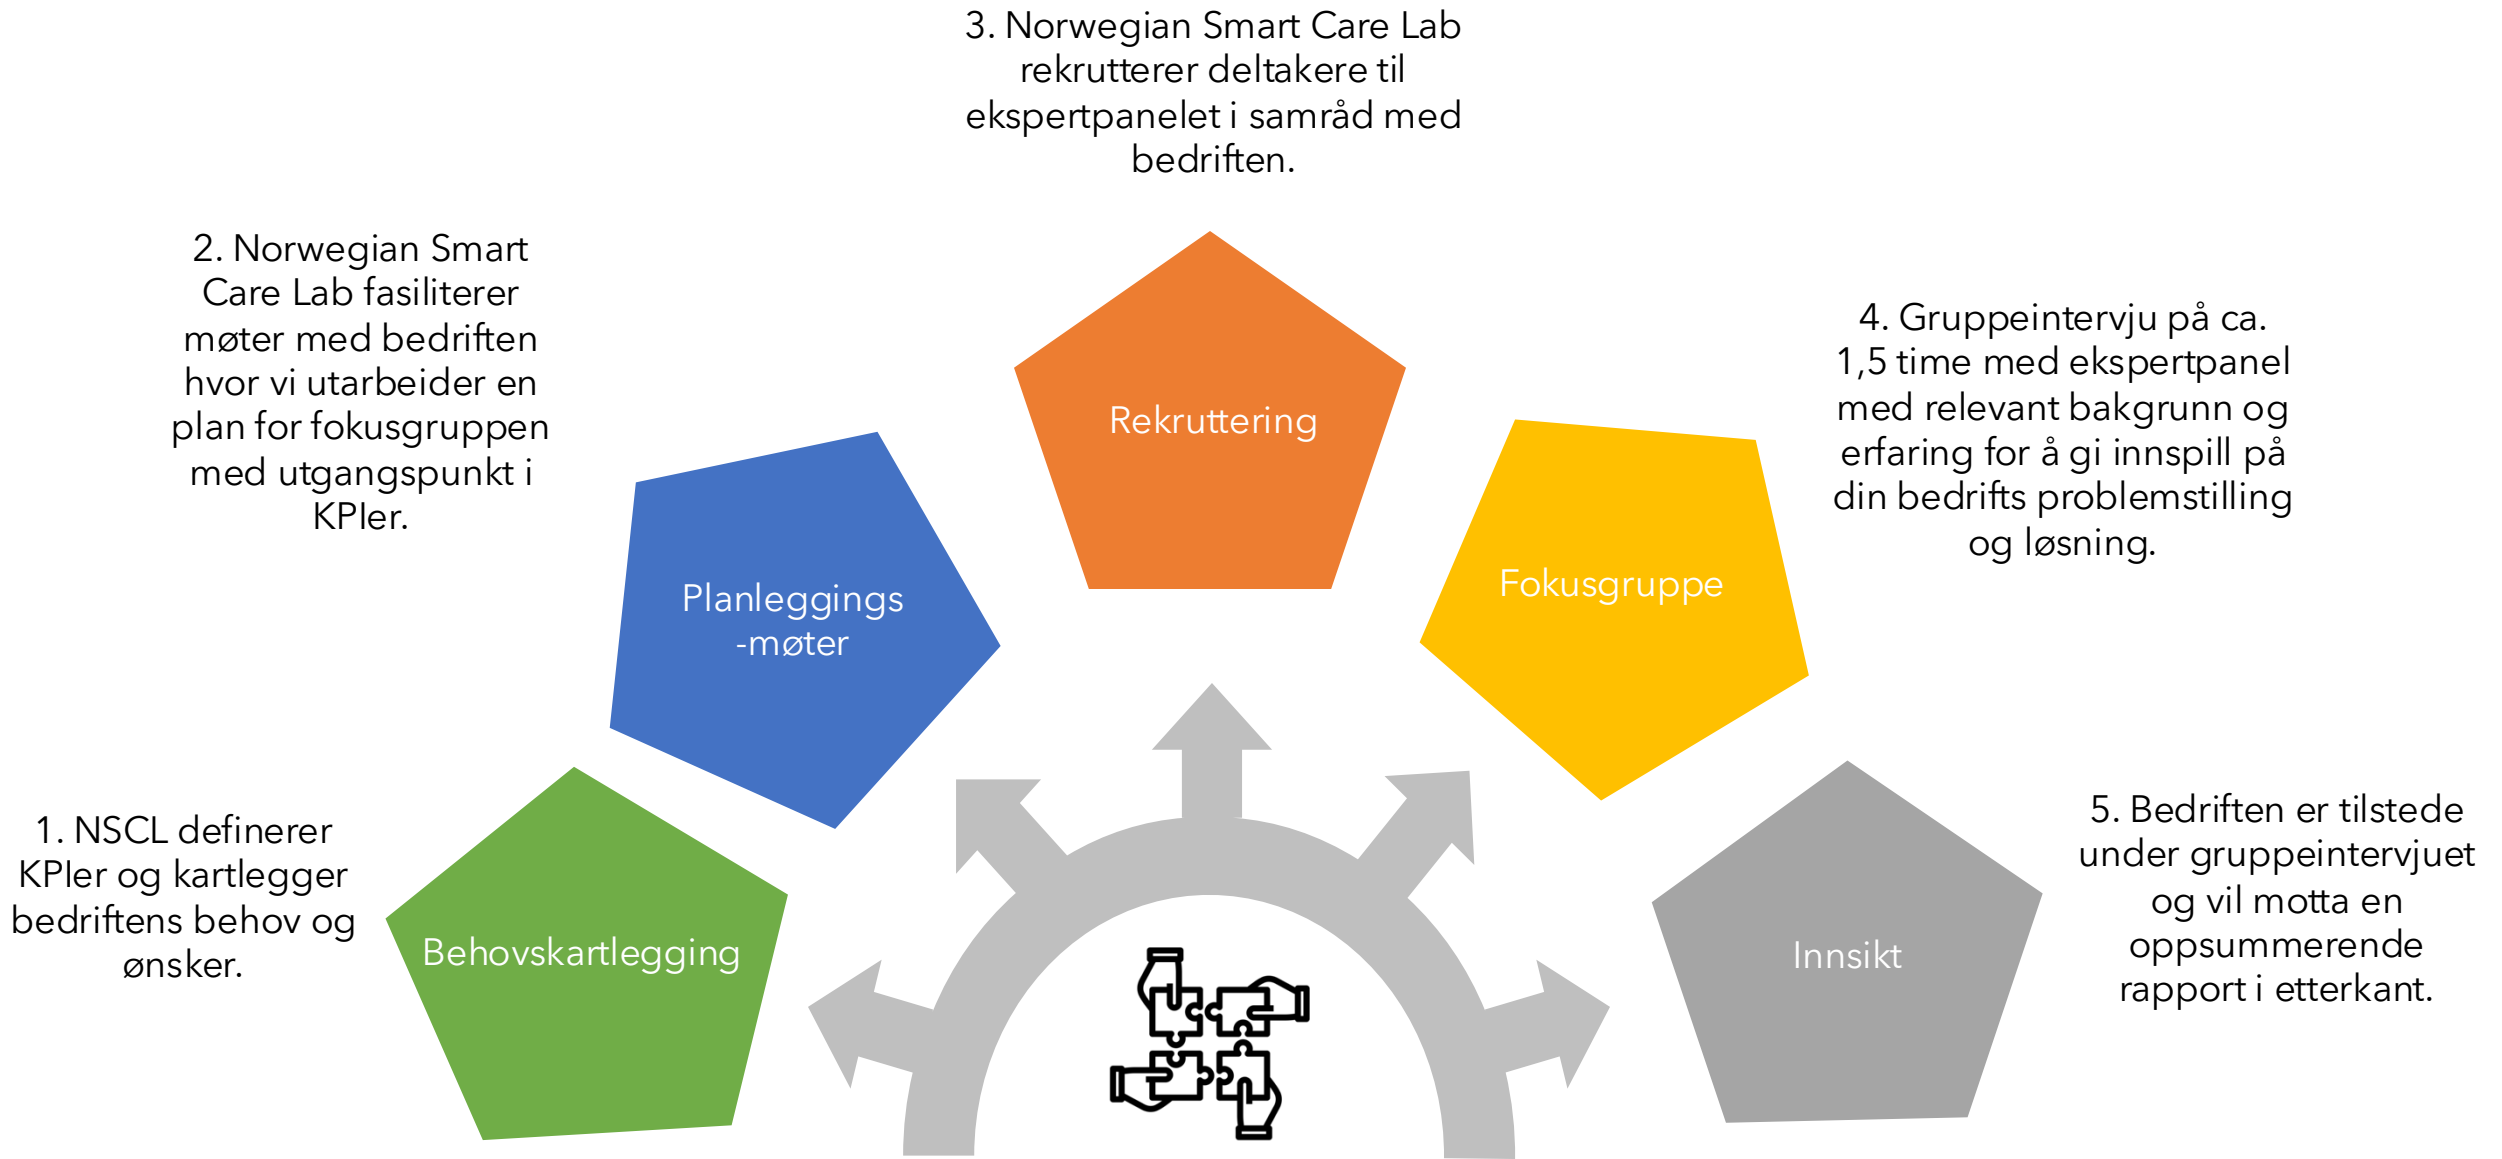 1. NSCL definerer
KPIer og kartlegger
bedriftens behov og
ønsker.
Behovskartlegging
2. Norwegian Smart
Care Lab fasiliterer
møter med bedriften
hvor vi utarbeider en
plan for fokusgruppen
med utgangspunkt i
KPIer.
Planleggings
-møter
3. Norwegian Smart Care Lab
rekrutterer deltakere til
ekspertpanelet i samråd med
bedriften.
Rekruttering
4. Gruppeintervju på ca.
1,5 time med ekspertpanel
med relevant bakgrunn og
erfaring for å gi innspill på
din bedrifts problemstilling
og løsning.
Fokusgruppe
5. Bedriften er tilstede
under gruppeintervjuet
og vil motta en
oppsummerende
rapport i etterkant.
Innsikt